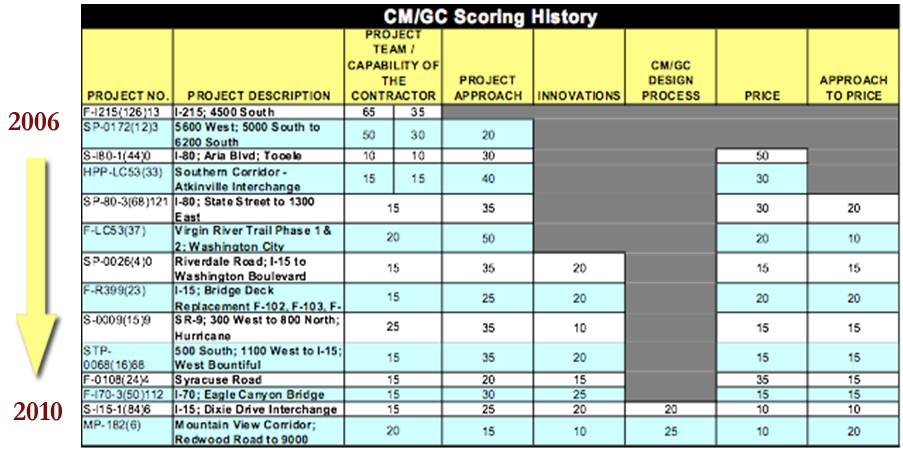 CM/GC Scoring History
PROJECT NO. PROJECT DESCRIPTION PROJECT TEAM / CAPABILITY OF THE CONTRACTOR PROJECT APPROACH INNOVATIONS CM/GC DESIGN PROCESS PRICE APPROACH TO PRICE
2006
F-I215(126)13 I-215; 4500 South 65 35
SP-0172(12)3 5600 West; 5000 South to 50 30 20
6200 South
S-I80-1(44)0 I-80; Aria Blvd; Tooele 10 10 30 50
HPP-LC53(33) Southern Corridor - 15 15 40 30
Atkinville Interchange
SP-80-3(68)121 I-80; State Street to 1300 15 35 30 20
East
F-LC53(37) Virgin River Trail Phase 1 & 20 50 20 10
2; Washington City
SP-0026(4)0 Riverdale Road; I-15 to 15 35 20 15 15
Washington Boulevard
F-R399(23) I-15; Bridge Deck 15 25 20 20 20
Replacement F-102, F-103, F-
S-0009(15)9 SR-9; 300 West to 800 North; 25 35 10 15 15
Hurricane
STP- 500 South; 1100 West to I-15; 15 35 20 15 15
0068(16)68 West Bountiful
F-0108(24)4 Syracuse Road 15 20 15 35 15
F-I70-3(50)112 I-70; Eagle Canyon Bridge 15 30 25 15 15
2010
S-I15-1(84)6 I-15; Dixie Drive Interchange 15 25 20 20 10 10
MP-182(6) Mountain View Corridor; 20 15 10 25 10 20
Redwood Road to 9000